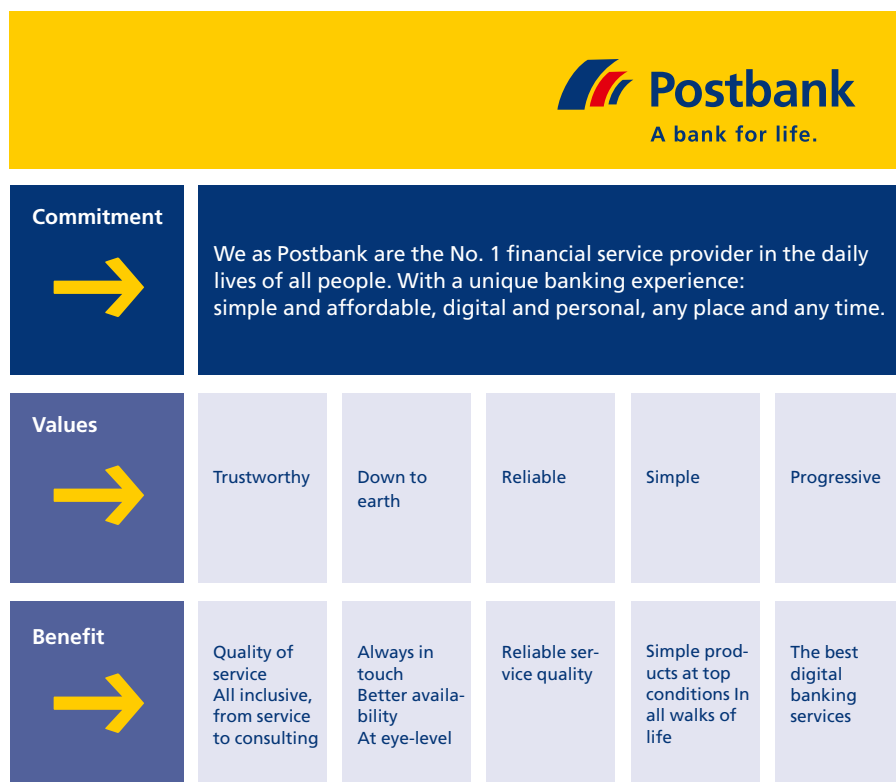 Postbank
A bank for life.
Commitment
We as Postbank are the No. 1 financial service provider in the daily
lives of all people. With a unique banking experience:
simple and affordable, digital and personal, any place and any time.
Values
Trustworthy
Down to
earth
Reliable
Simple
Progressive
Benefit
Quality of
service
All inclusive,
from service
to consulting
Always in
touch
Better availa-
bility
At eye-level
Reliable ser-
vice quality
Simple prod-
ucts at top
conditions In
all walks of
life
The best
digital
banking
services